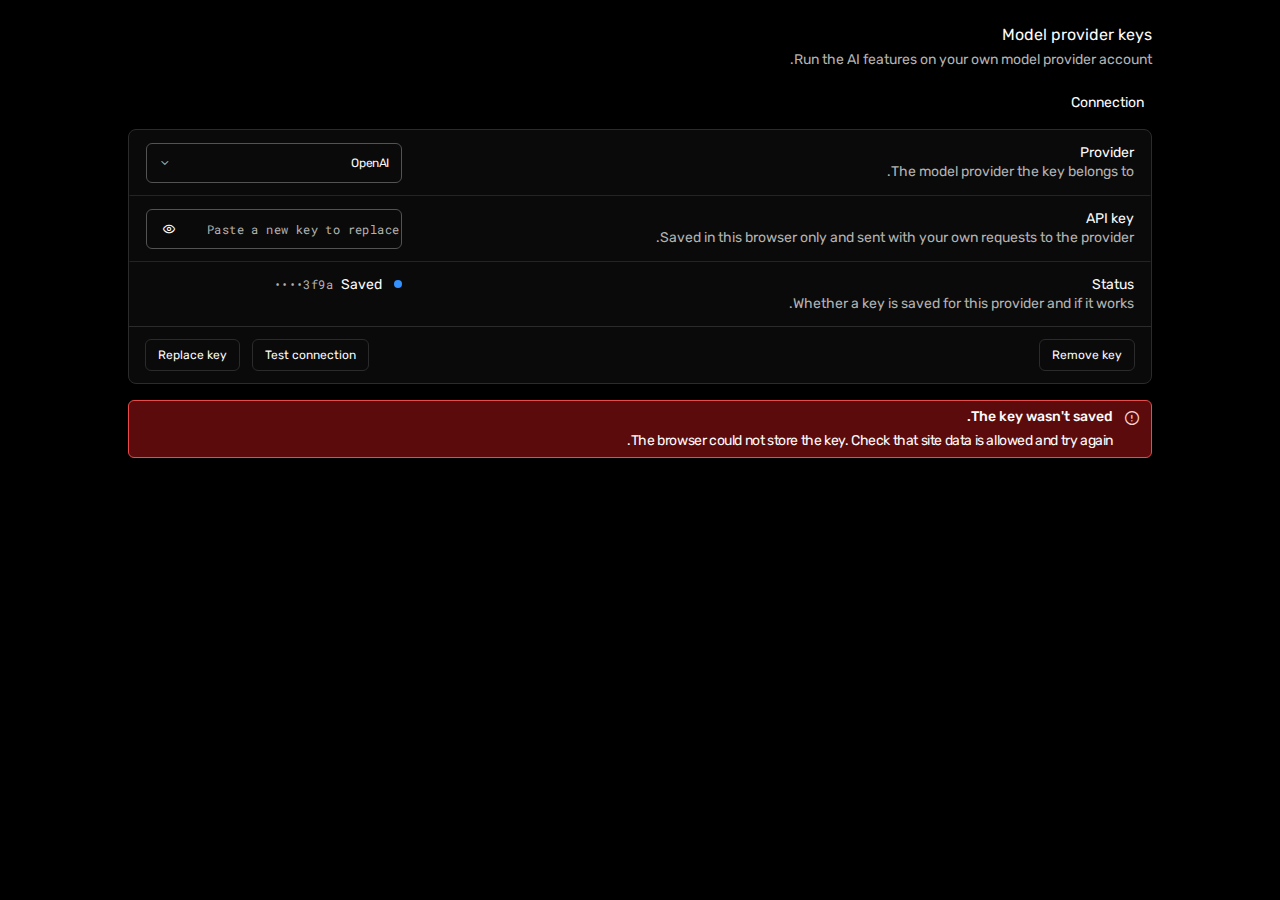 Model provider keys
.Run the AI features on your own model provider account
Connection
Provider
.The model provider the key belongs to
OpenAI
API key
.Saved in this browser only and sent with your own requests to the provider
Paste a new key to replace
Status
.Whether a key is saved for this provider and if it works
••••3f9a Saved
Remove key
Test connection
Replace key
.The key wasn't saved
.The browser could not store the key. Check that site data is allowed and try again